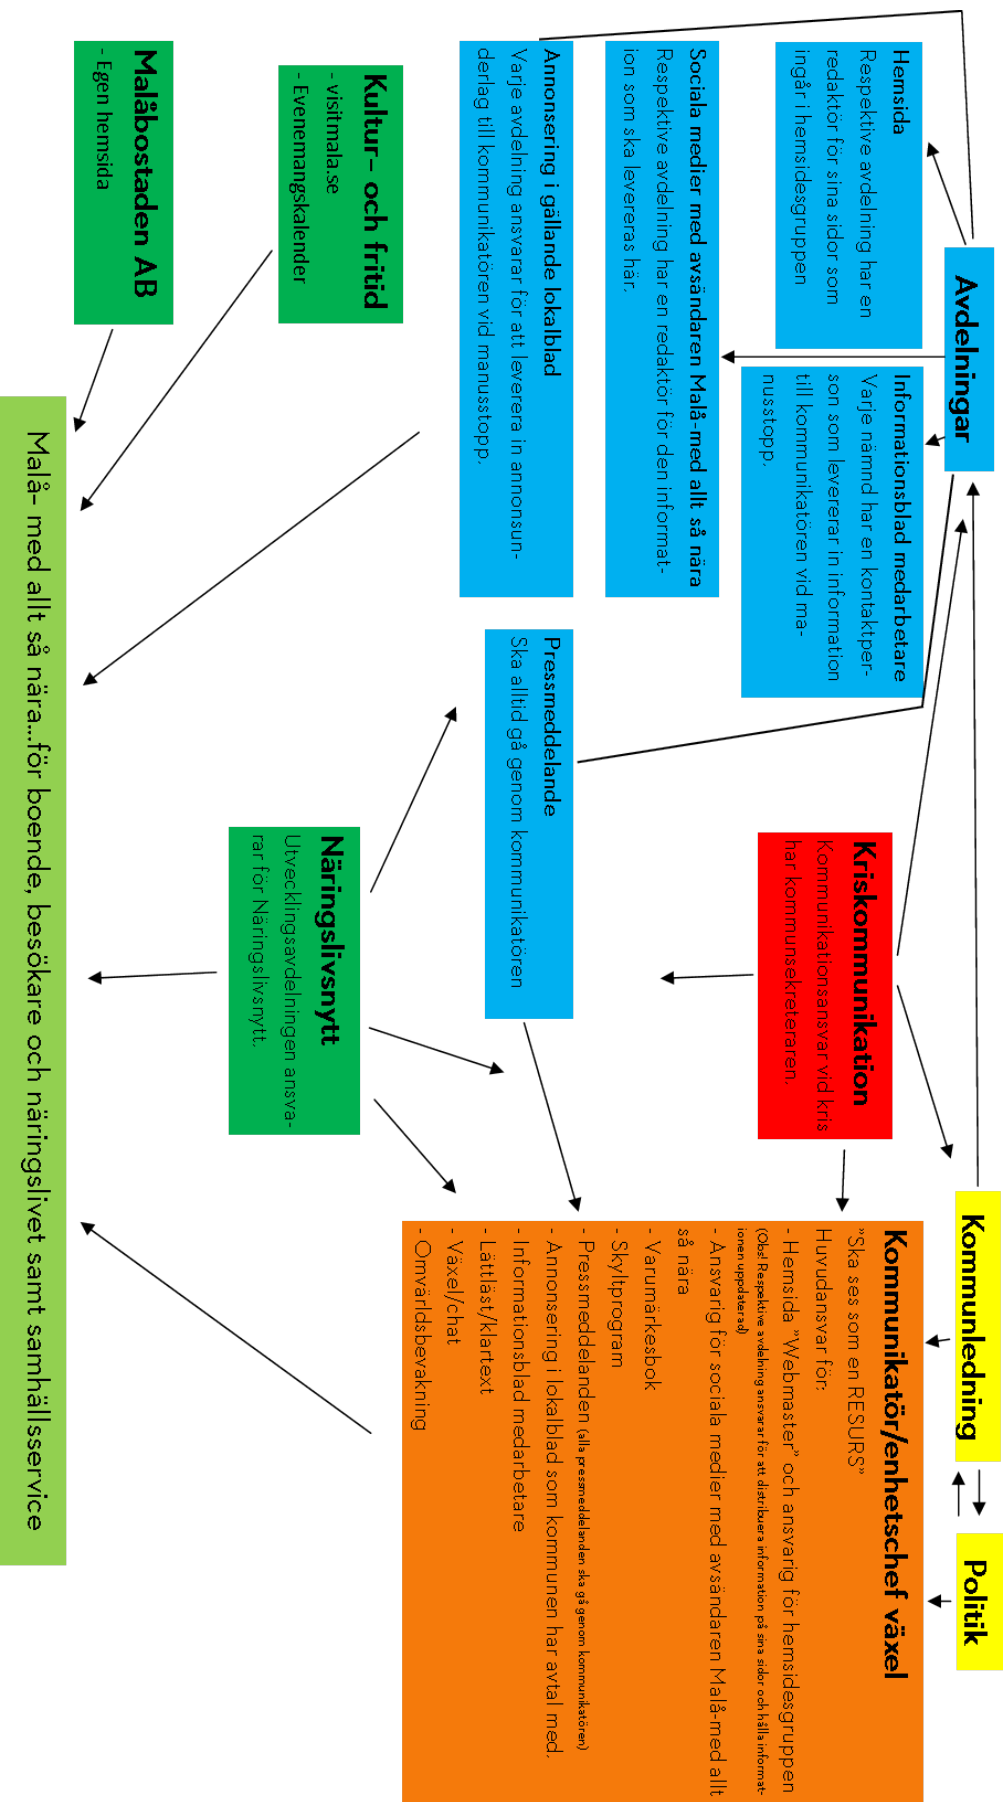 Avdelningar
Kommunledning
Politik
Hemsida
Respektive avdelning har en
redaktör för sina sidor som
ingår i hemsidesgruppen
Informationsblad medarbetare
Varje nämnd har en kontaktper-
son som levererar in information
till kommunikatören vid ma-
nusstopp.
Sociala medier med avsändaren Malå-med allt så nära
Respektive avdelning har en redaktör för den informat-
ion som ska levereras här.
Annonsering i gällande lokalblad
Varje avdelning ansvarar för att leverera in annonsun-
derlag till kommunikatören vid manusstopp.
Pressmeddelande
Ska alltid gå genom kommunikatören
Kriskommunikation
Kommunikationsansvar vid kris
har kommunsekreteraren.
Kommunikatör/enhetschef växel
”Ska ses som en RESURS”
Huvudansvar för:
- Hemsida ”Webmaster” och ansvarig för hemsidesgruppen
(Obs! Respektive avdelning ansvarar för att distribuera information på sina sidor och hålla informat-
ionen uppdaterad)
- Ansvarig för sociala medier med avsändaren Malå-med allt
så nära
- Varumärkesbok
- Skyltprogram
- Pressmeddelanden (alla pressmeddelanden ska gå genom kommunikatören)
- Annonsering i lokalblad som kommunen har avtal med.
- Informationsblad medarbetare
- Lättläst/klartext
- Växel/chat
- Omvärldsbevakning
Kultur- och fritid
- visitmala.se
- Evenemangskalender
Näringslivsnytt
Utvecklingsavdelningen ansva-
rar för Näringslivsnytt.
Malåbostaden AB
- Egen hemsida
Malå- med allt så nära...för boende, besökare och näringslivet samt samhällsservice